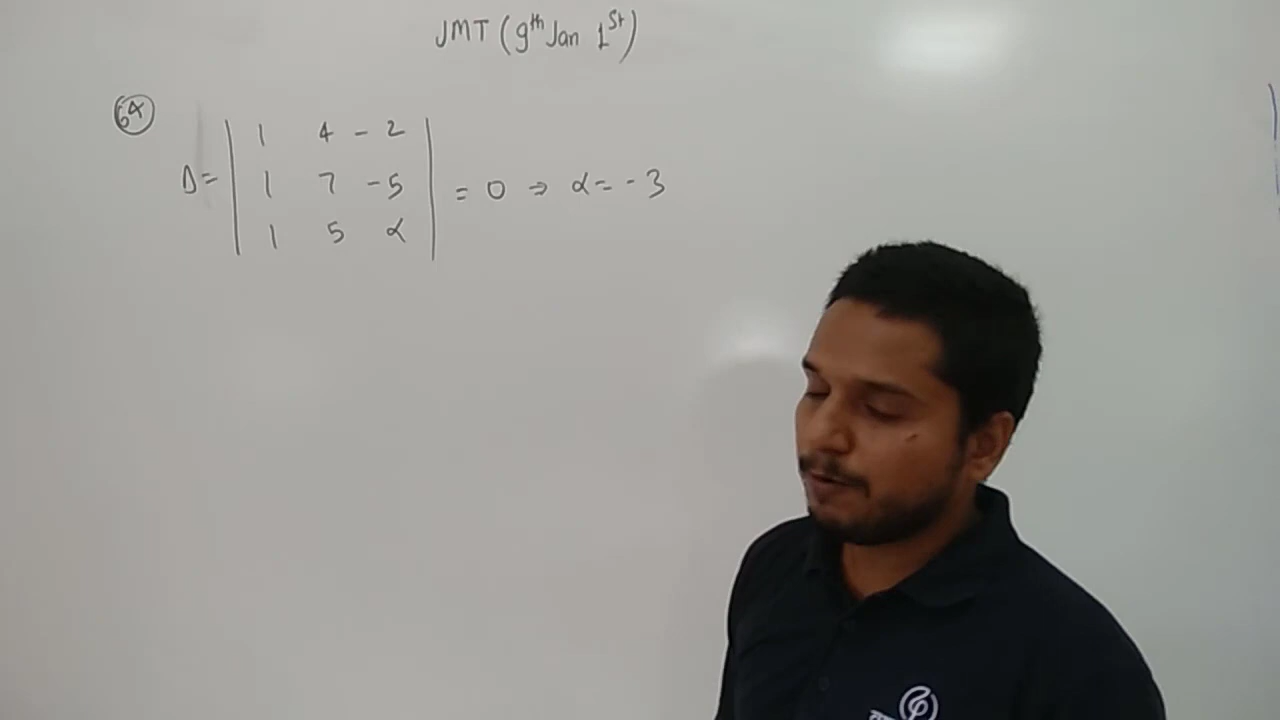 JMT (9th Jan 1st)
64
1 4 -2
Δ= 1 7 -5 = 0 ⇒ α = -3
1 5 α